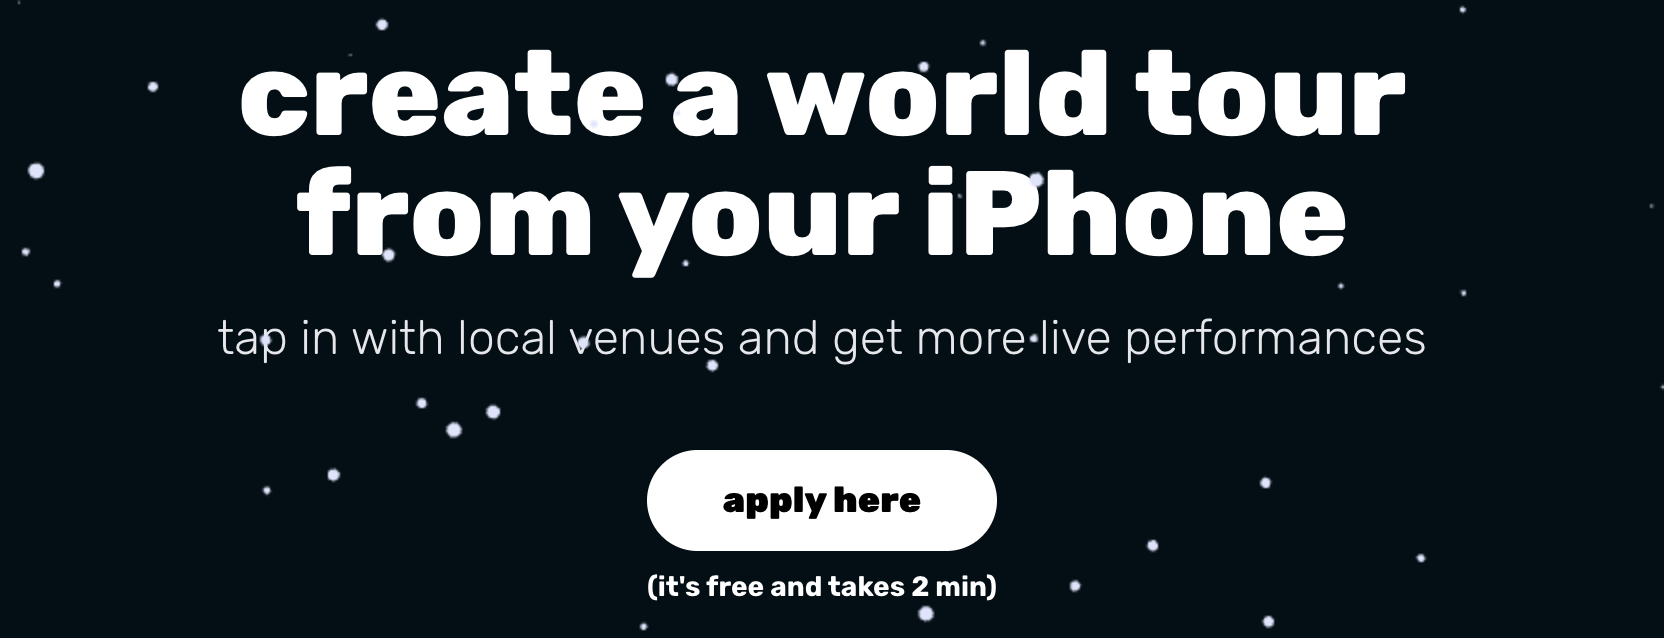 create a world tour
from your iPhone
tap in with local venues and get more live performances
apply here
(it's free and takes 2 min)